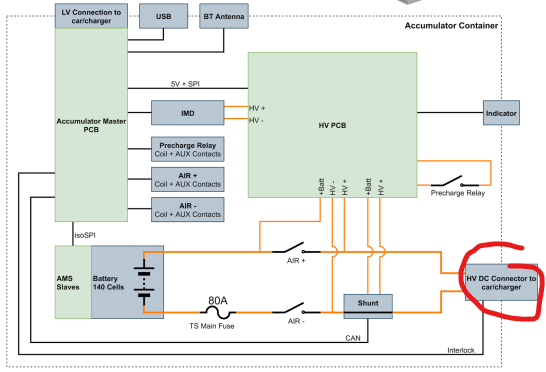 LV Connection to
car/charger
USB
BT Antenna
Accumulator Container
5V + SPI
Accumulator Master
PCB
IMD
HV +
HV -
HV PCB
Indicator
Precharge Relay
Coil + AUX Contacts
AIR +
Coil + AUX Contacts
AIR -
Coil + AUX Contacts
+Batt
HV -
HV +
+Batt
HV +
Precharge Relay
isoSPI
AMS
Slaves
Battery
140 Cells
AIR +
HV DC Connector to
car/charger
80A
TS Main Fuse
AIR -
Shunt
CAN
Interlock